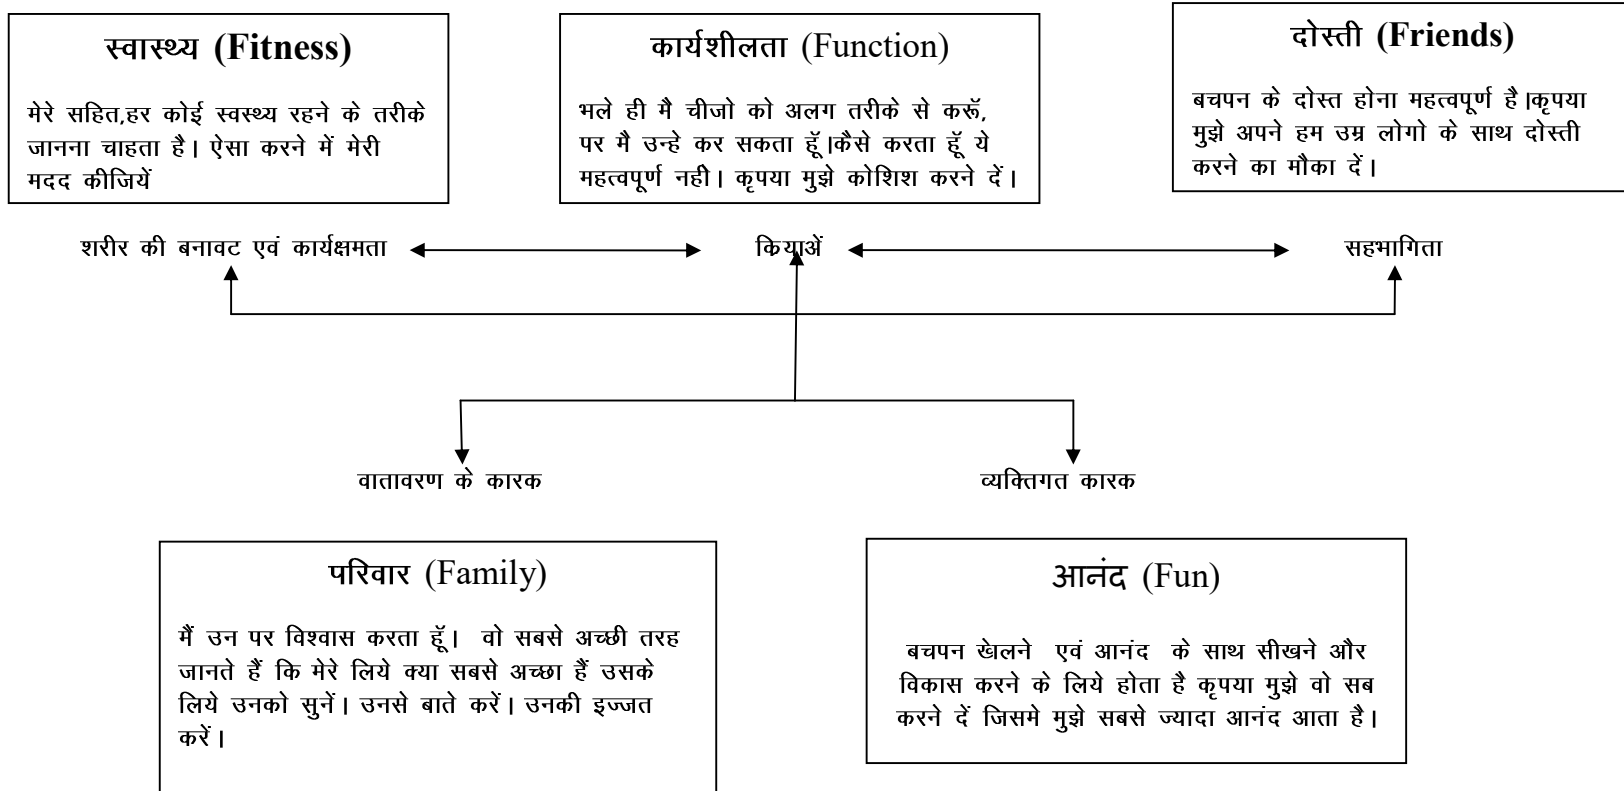 स्वास्थ्य (Fitness)
मेरे सहित,हर कोई स्वस्थ्य रहने के तरीके
जानना चाहता है। ऐसा करने में मेरी
मदद कीजियें
कार्यशीलता (Function)
भले ही मै चीजो को अलग तरीके से करूँ,
पर मै उन्हे कर सकता हूँ।कैसे करता हूँ ये
महत्वपूर्ण नही। कृपया मुझे कोशिश करने दें।
दोस्ती (Friends)
बचपन के दोस्त होना महत्वपूर्ण है।कृपया
मुझे अपने हम उम्र लोगो के साथ दोस्ती
करने का मौका दें।
शरीर की बनावट एवं कार्यक्षमता
कियाओं
सहभागिता
वातावरण के कारक
व्यक्तिगत कारक
परिवार (Family)
मैं उन पर विश्वास करता हूँ। वो सबसे अच्छी तरह
जानते हैं कि मेरे लिये क्या सबसे अच्छा हैं उसके
लिये उनको सुनें। उनसे बाते करें। उनकी इज्जत
करें।
आनंद (Fun)
बचपन खेलने एवं आनंद के साथ सीखने और
विकास करने के लिये होता है कृपया मुझे वो सब
करने दें जिसमे मुझे सबसे ज्यादा आनंद आता है।